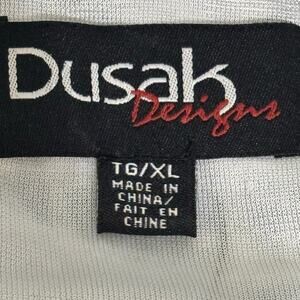 Dusak
Designs
TG/XL
MADE IN
CHINA/
FAIT EN
CHINE